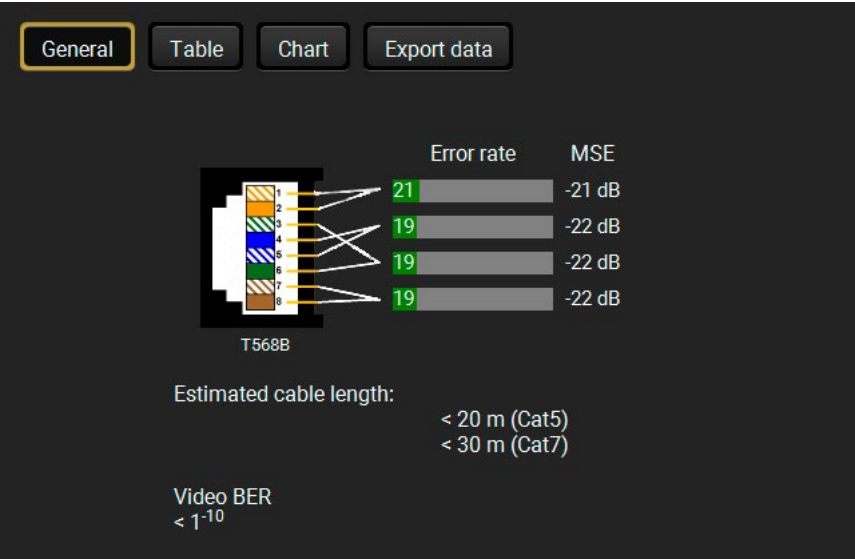 General Table Chart Export data
Error rate MSE
1 21 -21 dB
2
3 19 -22 dB
4
5
6 19 -22 dB
7
8 19 -22 dB
T568B
Estimated cable length:
< 20 m (Cat5)
< 30 m (Cat7)
Video BER
< 1⁻¹⁰